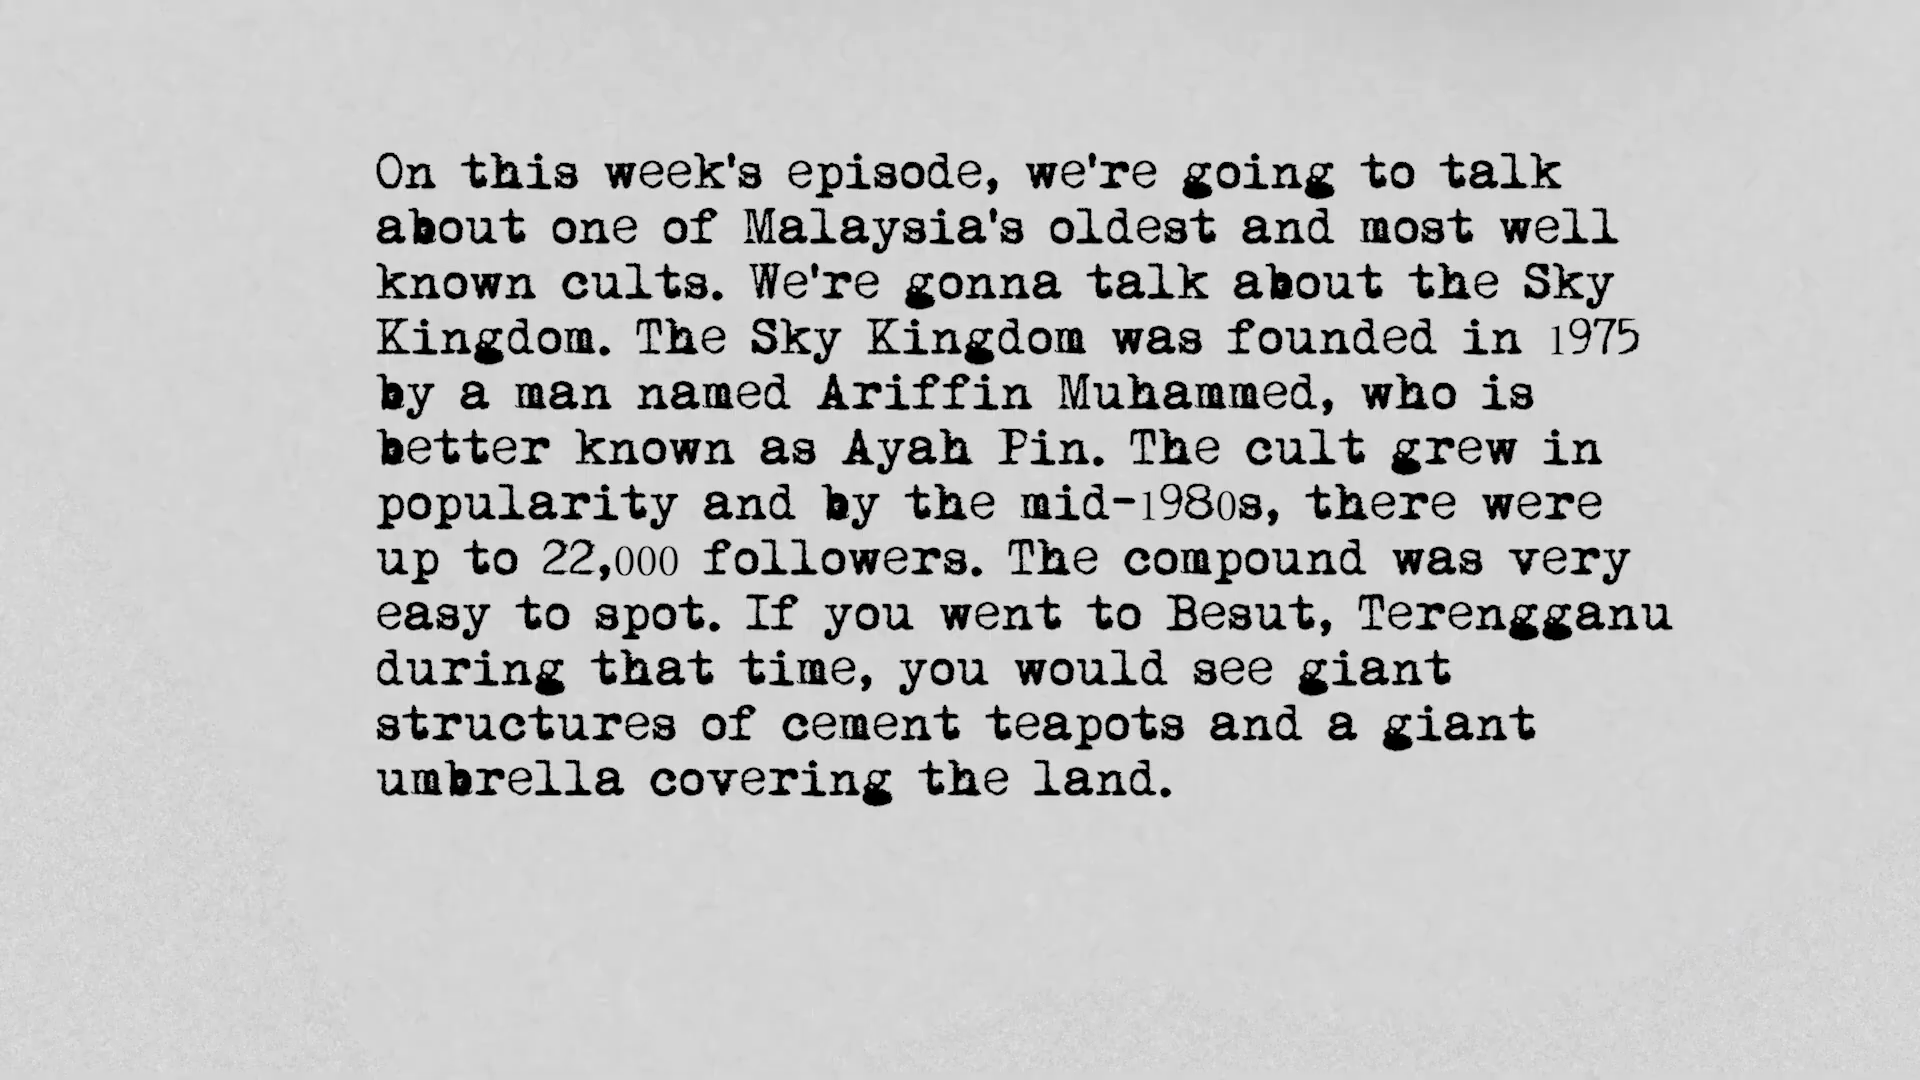 On this week's episode, we're going to talk
about one of Malaysia's oldest and most well
known cults. We're gonna talk about the Sky
Kingdom. The Sky Kingdom was founded in 1975
by a man named Ariffin Muhammed, who is
better known as Ayah Pin. The cult grew in
popularity and by the mid-1980s, there were
up to 22,000 followers. The compound was very
easy to spot. If you went to Besut, Terengganu
during that time, you would see giant
structures of cement teapots and a giant
umbrella covering the land.